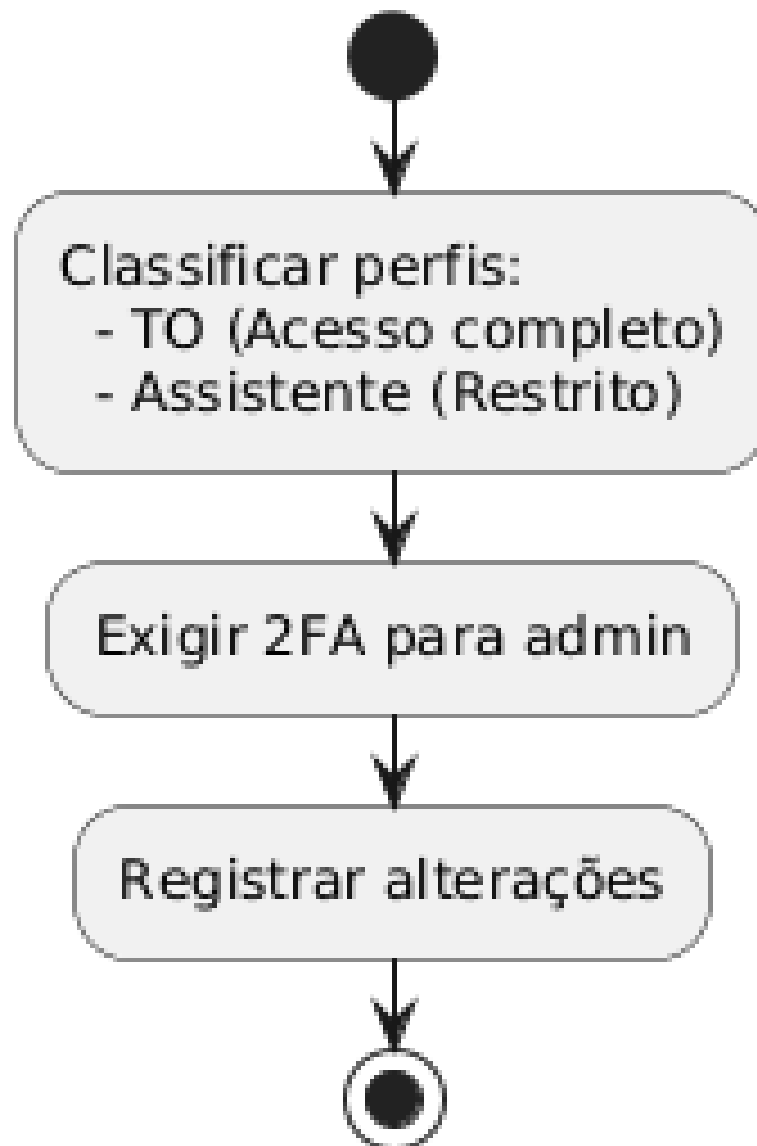 Classificar perfis:
- TO (Acesso completo)
- Assistente (Restrito)
Exigir 2FA para admin
Registrar alterações